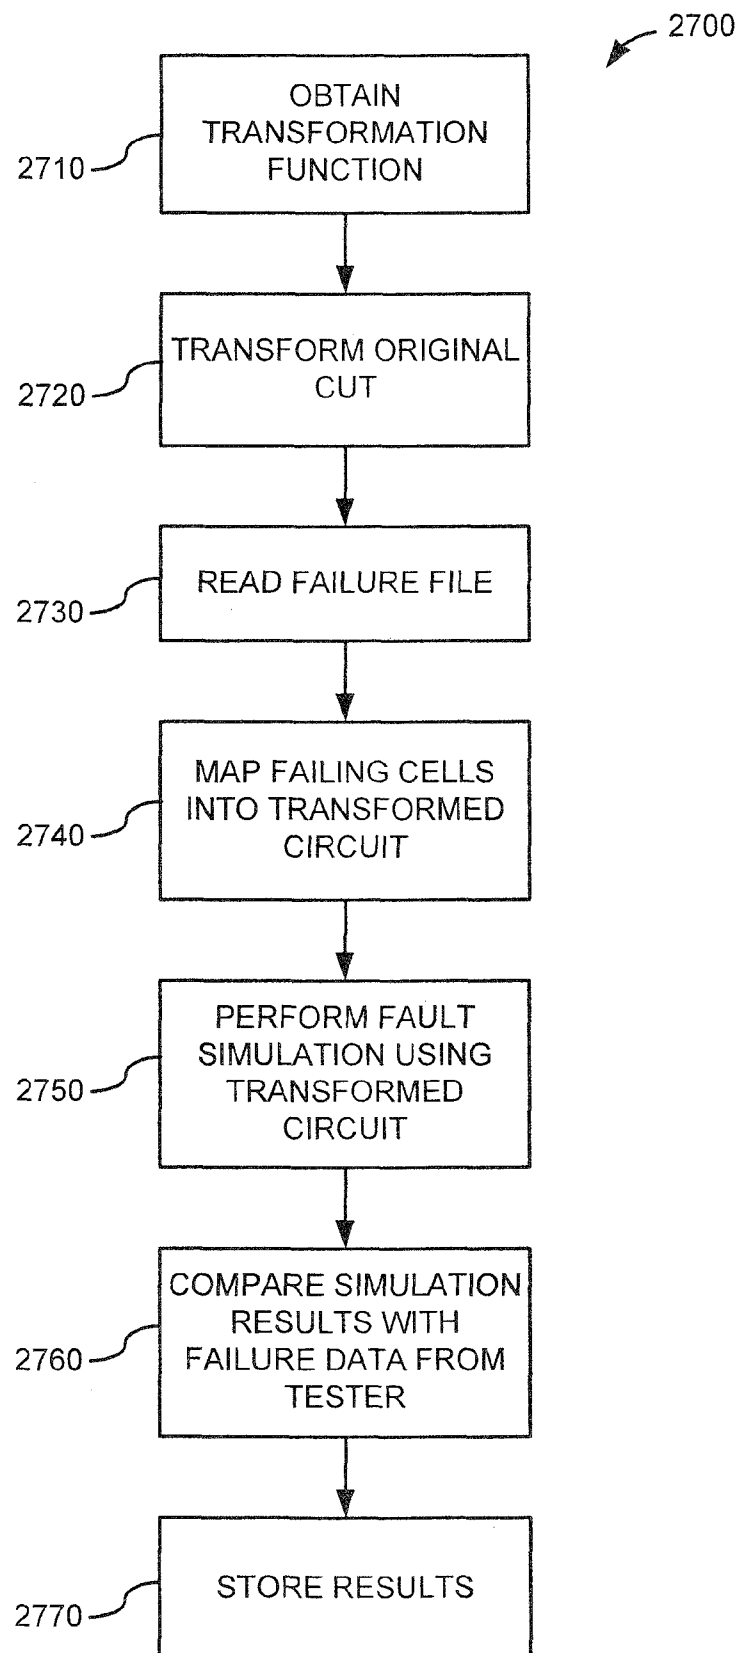 2700
OBTAIN
TRANSFORMATION
FUNCTION
2710
TRANSFORM ORIGINAL
CUT
2720
READ FAILURE FILE
2730
MAP FAILING CELLS
INTO TRANSFORMED
CIRCUIT
2740
PERFORM FAULT
SIMULATION USING
TRANSFORMED
CIRCUIT
2750
COMPARE SIMULATION
RESULTS WITH
FAILURE DATA FROM
TESTER
2760
STORE RESULTS
2770